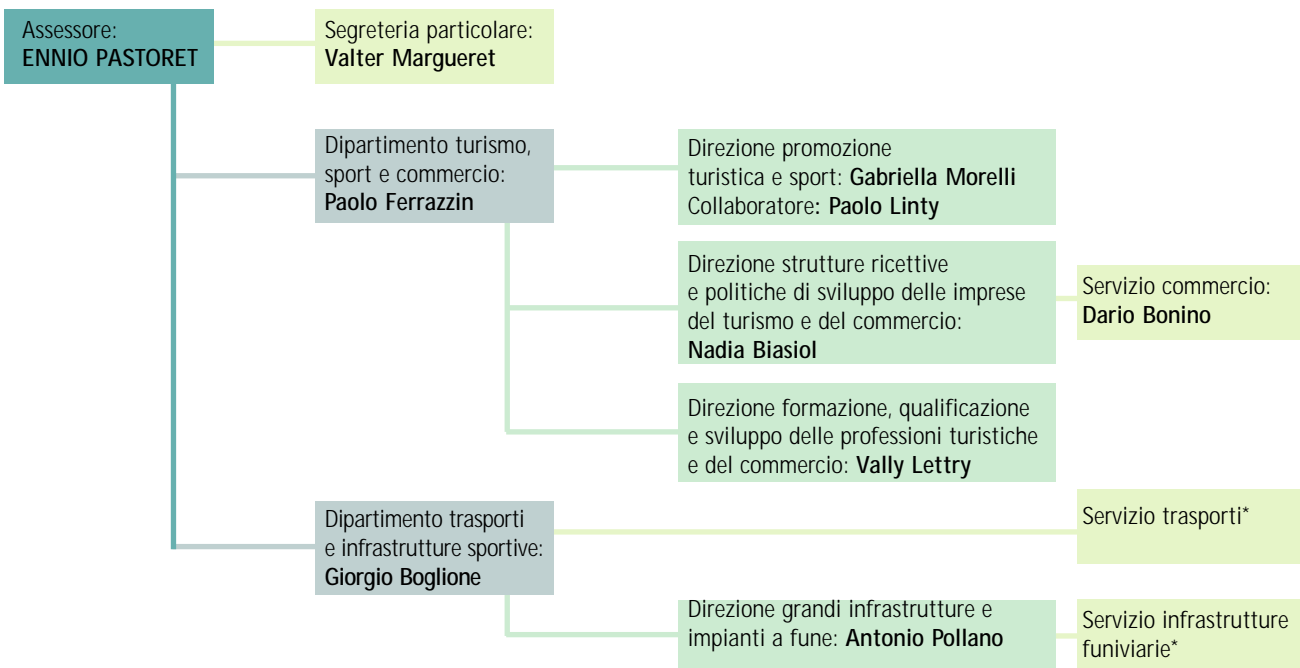 Assessore:
ENNIO PASTORET
Segreteria particolare:
Valter Margueret
Dipartimento turismo,
sport e commercio:
Paolo Ferrazzin
Direzione promozione
turistica e sport: Gabriella Morelli
Collaboratore: Paolo Linty
Direzione strutture ricettive
e politiche di sviluppo delle imprese
del turismo e del commercio:
Nadia Biasiol
Servizio commercio:
Dario Bonino
Direzione formazione, qualificazione
e sviluppo delle professioni turistiche
e del commercio: Vally Lettry
Dipartimento trasporti
e infrastrutture sportive:
Giorgio Boglione
Servizio trasporti*
Direzione grandi infrastrutture e
impianti a fune: Antonio Pollano
Servizio infrastrutture
funiviarie*